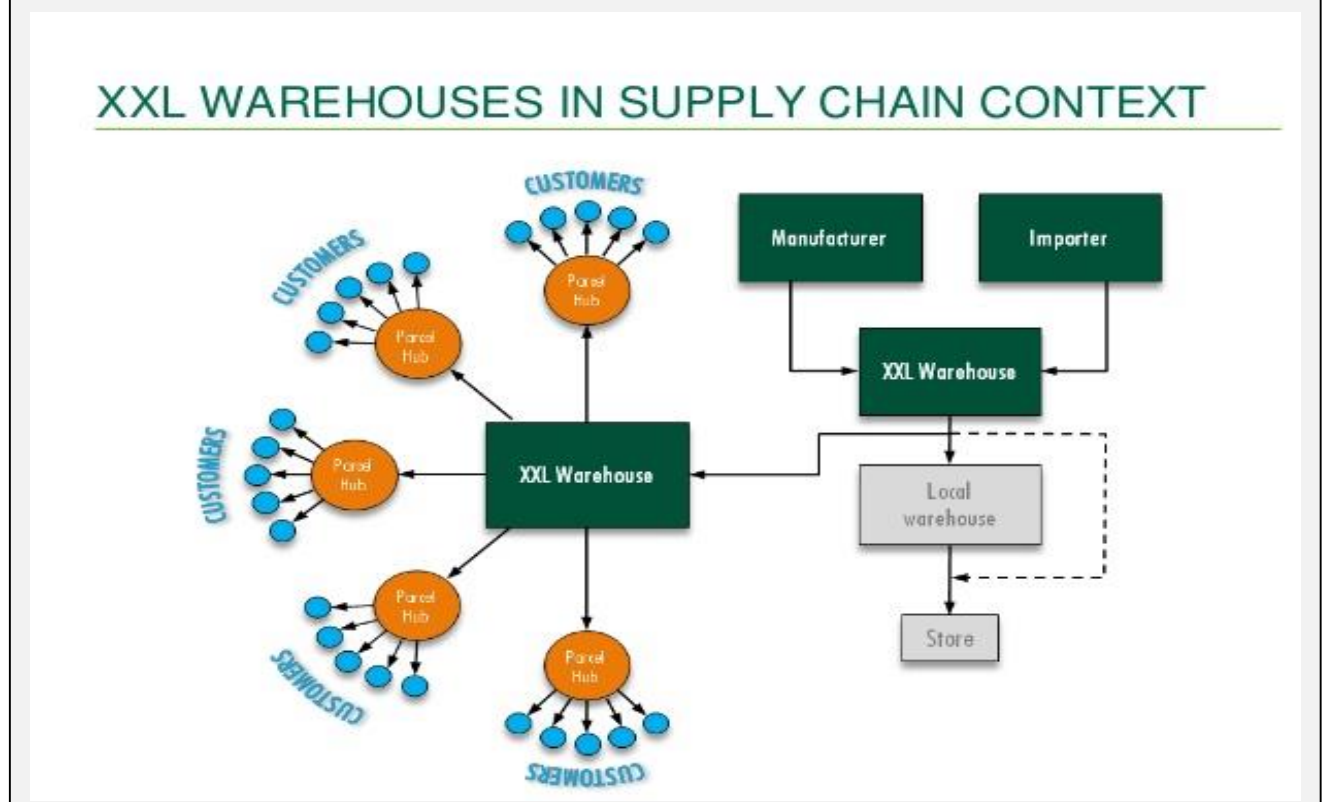 XXL WAREHOUSES IN SUPPLY CHAIN CONTEXT
CUSTOMERS
Parcel
Hub
CUSTOMERS
Parcel
Hub
CUSTOMERS
Parcel
Hub
CUSTOMERS
Parcel
Hub
CUSTOMERS
Parcel
Hub
XXL Warehouse
Manufacturer
Importer
XXL Warehouse
Local
warehouse
Store